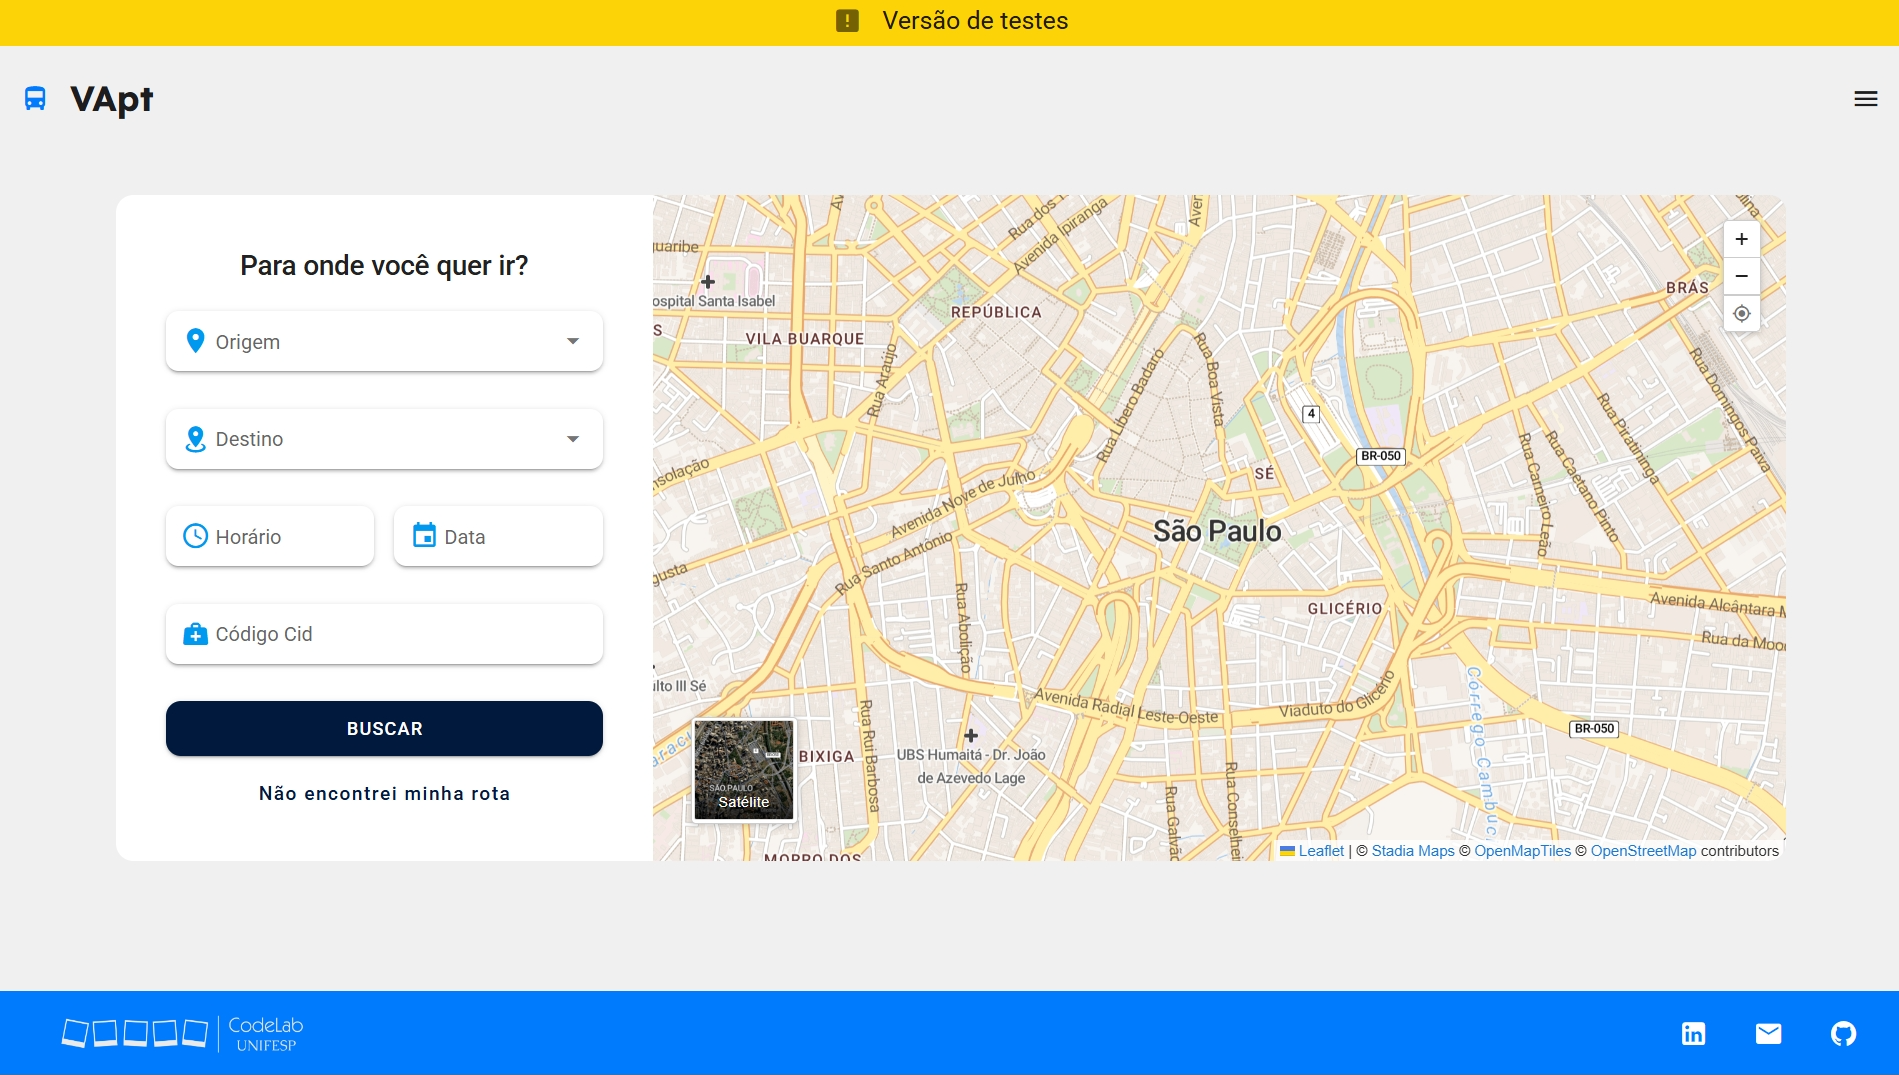 Versão de testes
VApt
Para onde você quer ir?
Origem
Destino
Horário
Data
Código Cid
BUSCAR
Não encontrei minha rota
Rua dos
Avenida Ipiranga
Aver
uaribe
ospital Santa Isabel
REPÚBLICA
VILA BUARQUE
BRÁS
S
Rua Araújo
Rua Líbero Badaró
Rua Boa Vista
Rua Domingos Paiva
Rua Piratininga
Rua Caetano Pinto
Rua Carneiro Leão
4
BR-050
nsolação
SÉ
Avenida Nove de Julho
São Paulo
Rua Santo Antônio
gusta
Rua Abolição
GLICÉRIO
Avenida Alcântara M
Rua da Mooc
ulto III Sé
Avenida Radial Leste-Oeste
Viaduto do Glicério
Córrego Cambuci
BR-050
Rua Rui Barbosa
BIXIGA
UBS Humaitá - Dr. João
de Azevedo Lage
Rua Galvão
Rua Conselhei
SÃO PAULO
Satélite
MORRO DOS
+
−
Leaflet | © Stadia Maps © OpenMapTiles © OpenStreetMap contributors
CodeLab
UNIFESP